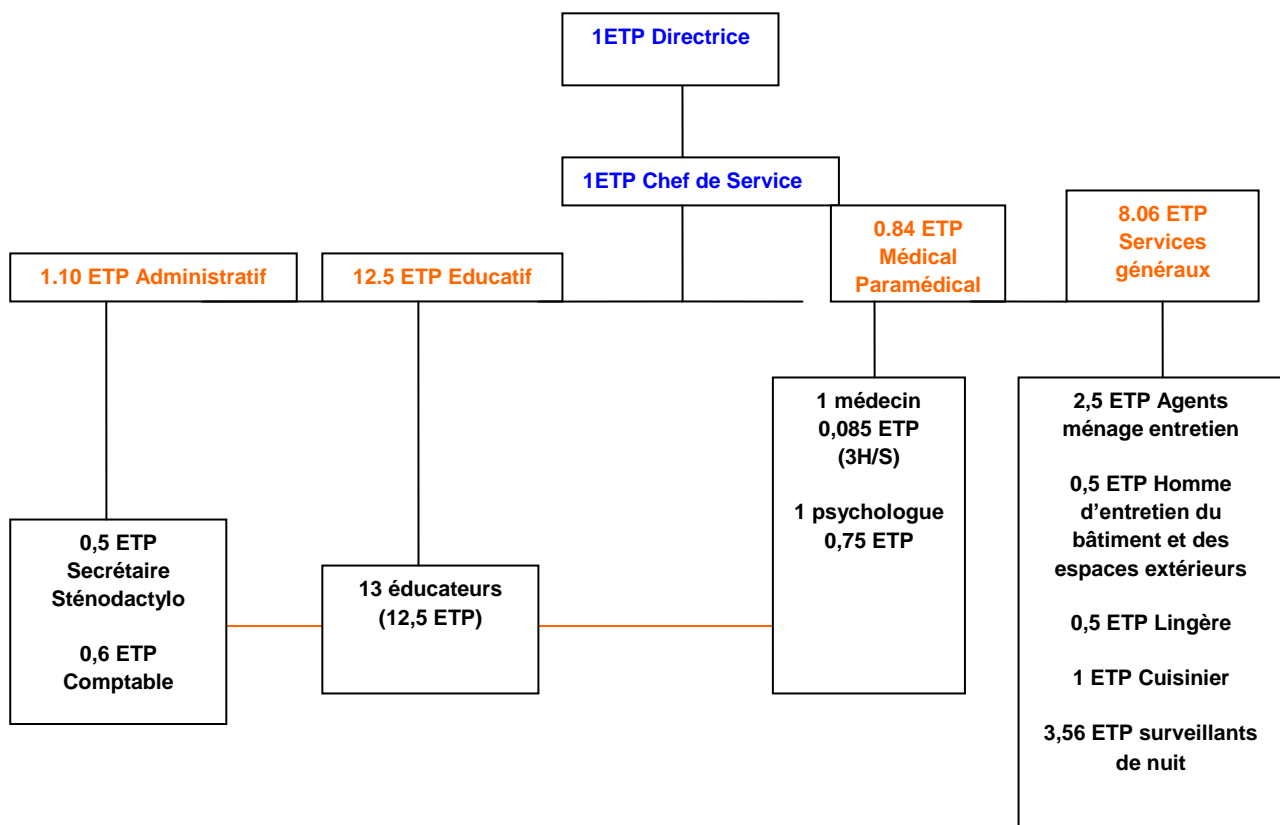 1ETP Directrice
1ETP Chef de Service
1.10 ETP Administratif
12.5 ETP Educatif
0.84 ETP
Médical
Paramédical
8.06 ETP
Services
généraux
0,5 ETP
Secrétaire
Sténodactylo
0,6 ETP
Comptable
13 éducateurs
(12,5 ETP)
1 médecin
0,085 ETP
(3H/S)
1 psychologue
0,75 ETP
2,5 ETP Agents
ménage entretien
0,5 ETP Homme
d’entretien du
bâtiment et des
espaces extérieurs
0,5 ETP Lingère
1 ETP Cuisinier
3,56 ETP surveillants
de nuit